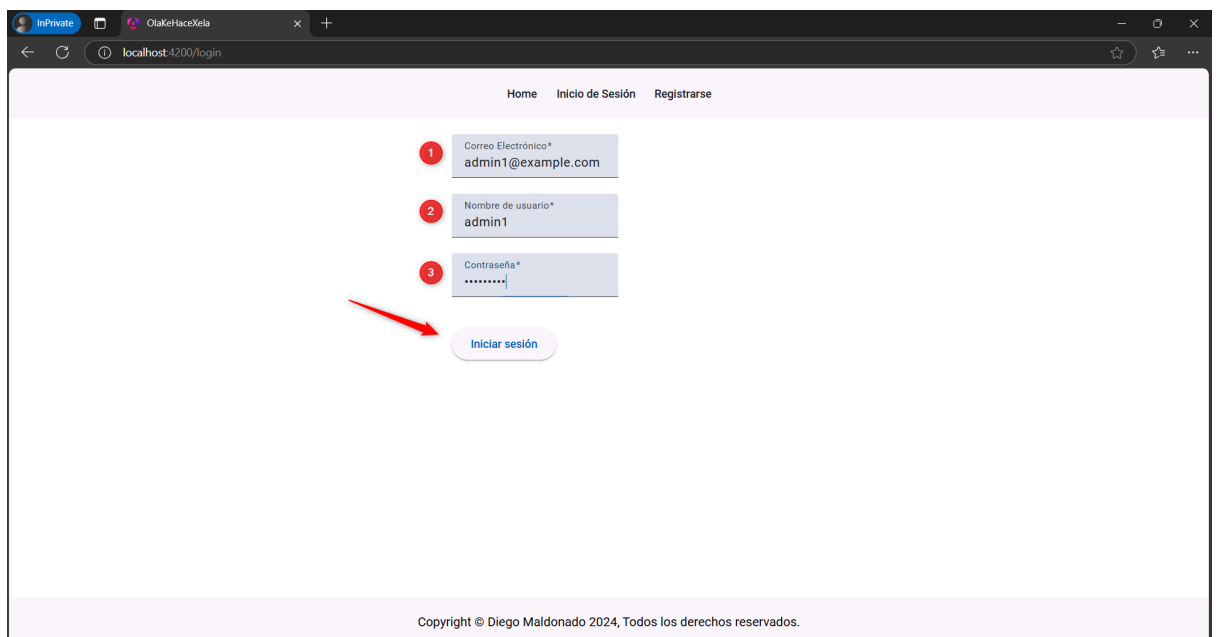 InPrivate OlaKeHaceXela
localhost:4200/login
Home Inicio de Sesión Registrarse
1 Correo Electrónico*
admin1@example.com
2 Nombre de usuario*
admin1
3 Contraseña*
•••••••••
Iniciar sesión
Copyright © Diego Maldonado 2024, Todos los derechos reservados.